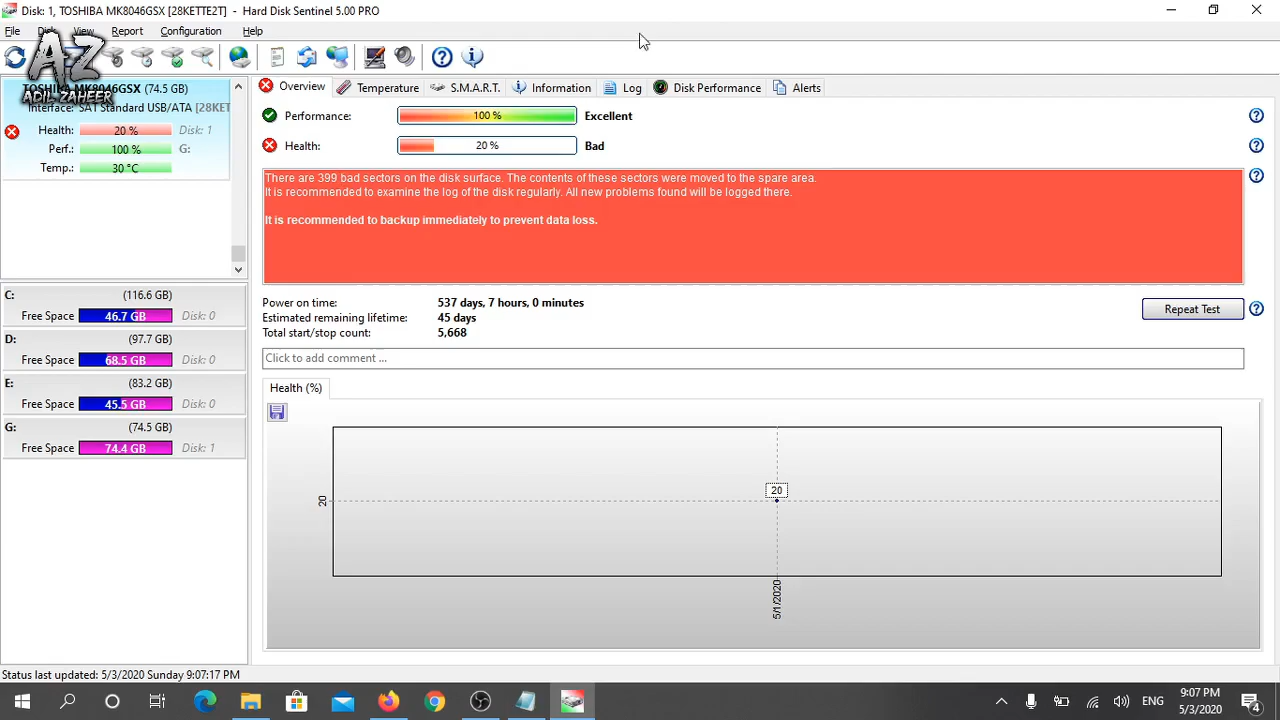 Disk: 1, TOSHIBA MK8046GSX [28KETTE2T] - Hard Disk Sentinel 5.00 PRO
File Disk View Report Configuration Help
AZ
ADIL ZAHEER
TOSHIBA MK8046GSX (74.5 GB)
Interface: SAT Standard USB/ATA [28KET
Health: 20 % Disk: 1
Perf.: 100 % G:
Temp.: 30 °C
C: (116.6 GB)
Free Space 46.7 GB Disk: 0
D: (97.7 GB)
Free Space 68.5 GB Disk: 0
E: (83.2 GB)
Free Space 45.5 GB Disk: 0
G: (74.5 GB)
Free Space 74.4 GB Disk: 1
Overview Temperature S.M.A.R.T. Information Log Disk Performance Alerts
Performance: 100 % Excellent
Health: 20 % Bad
There are 399 bad sectors on the disk surface. The contents of these sectors were moved to the spare area.
It is recommended to examine the log of the disk regularly. All new problems found will be logged there.
It is recommended to backup immediately to prevent data loss.
Power on time: 537 days, 7 hours, 0 minutes
Estimated remaining lifetime: 45 days
Total start/stop count: 5,668
Repeat Test
Click to add comment ...
Health (%)
20
20
5/1/2020
Status last updated: 5/3/2020 Sunday 9:07:17 PM
ENG
9:07 PM
5/3/2020
4